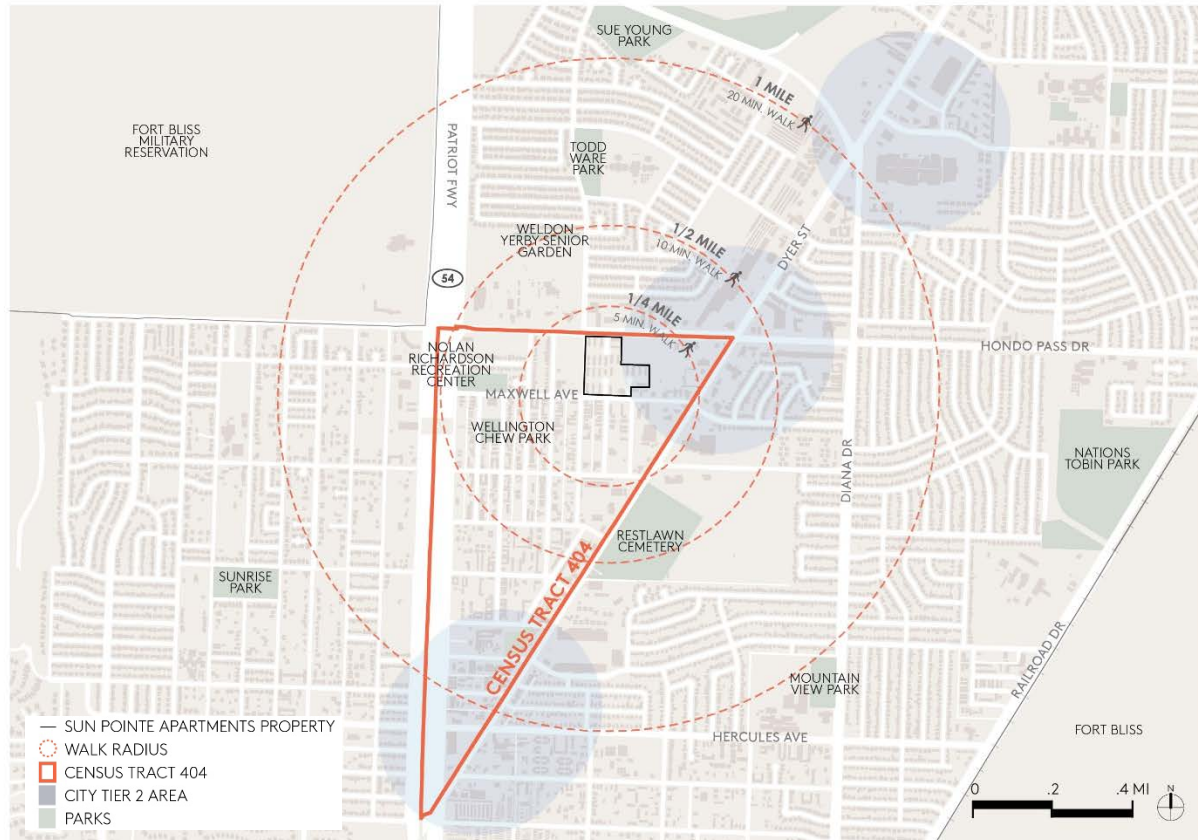 SUE YOUNG
PARK
1 MILE
20 MIN. WALK
FORT BLISS
MILITARY
RESERVATION
PATRIOT FWY
TODD
WARE
PARK
WELDON
YERBY SENIOR
GARDEN
1/2 MILE
10 MIN. WALK
DYER ST
54
1/4 MILE
5 MIN. WALK
NOLAN
RICHARDSON
RECREATION
CENTER
HONDO PASS DR
MAXWELL AVE
WELLINGTON
CHEW PARK
DIANA DR
NATIONS
TOBIN PARK
RESTLAWN
CEMETERY
SUNRISE
PARK
CENSUS TRACT 404
MOUNTAIN
VIEW PARK
RAILROAD DR
HERCULES AVE
FORT BLISS
SUN POINTE APARTMENTS PROPERTY
WALK RADIUS
CENSUS TRACT 404
CITY TIER 2 AREA
PARKS
0 .2 .4 MI
N